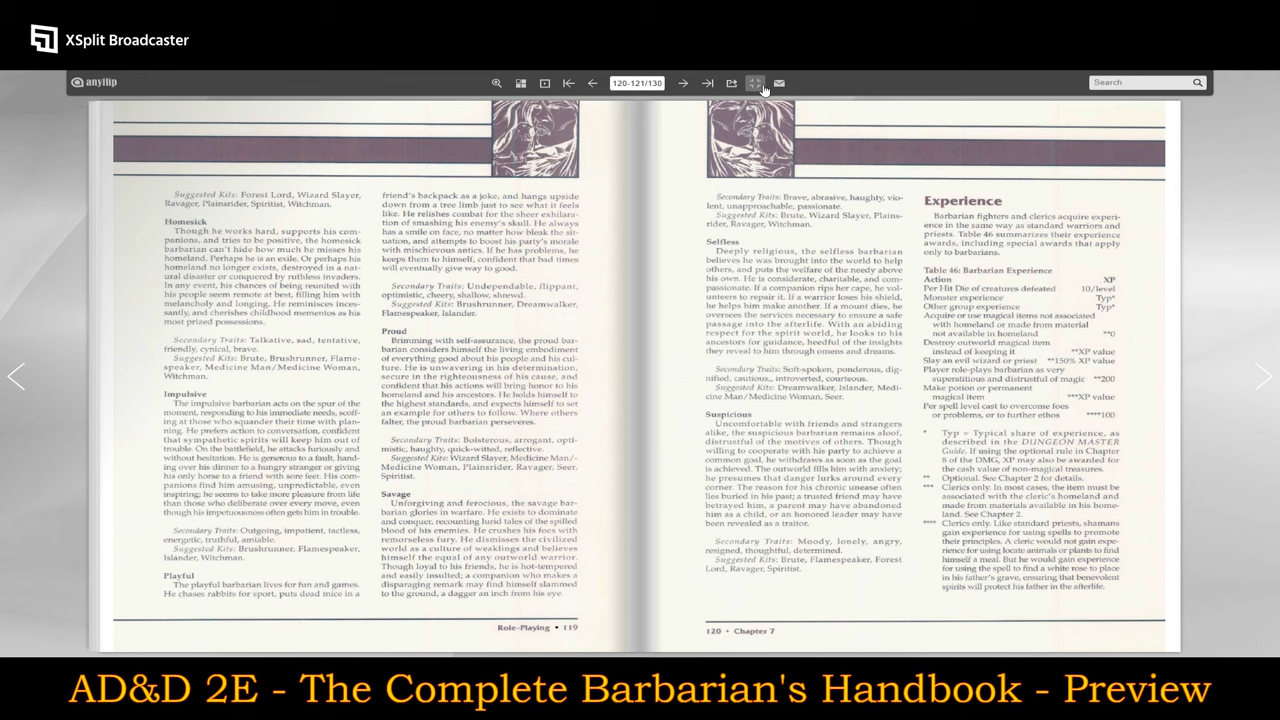 XSplit Broadcaster
anyflip
120-121/130
Search
Suggested Kits: Forest Lord, Wizard Slayer,
Ravager, Plainsrider, Spiritist, Witchman.
Homesick
Though he works hard, supports his com-
panions, and tries to be positive, the homesick
barbarian can't hide how much he misses his
homeland. Perhaps he is an exile. Or perhaps his
homeland no longer exists, destroyed in a nat-
ural disaster or conquered by ruthless invaders.
In any event, his chances of being reunited with
his people seem remote at best, filling him with
melancholy and longing. He reminisces inces-
santly, and cherishes childhood mementos as his
most prized possessions.
Secondary Traits: Talkative, sad, tentative,
friendly, cynical, brave.
Suggested Kits: Brute, Brushrunner, Flame-
speaker, Medicine Man/Medicine Woman,
Witchman.
Impulsive
The impulsive barbarian acts on the spur of the
moment, responding to his immediate needs, scoff-
ing at those who squander their time with plan-
ning. He prefers action to conversation, confident
that sympathetic spirits will keep him out of
trouble. On the battlefield, he attacks furiously and
without hesitation. He is generous to a fault, hand-
ing over his dinner to a hungry stranger or giving
his only horse to a friend with sore feet. His com-
panions find him amusing, unpredictable, even
inspiring; he seems to take more pleasure from life
than those who deliberate over every move, even
though his impetuousness often gets him in trouble.
Secondary Traits: Outgoing, impatient, tactless,
energetic, truthful, amiable.
Suggested Kits: Brushrunner, Flamespeaker,
Islander, Witchman.
Playful
The playful barbarian lives for fun and games.
He chases rabbits for sport, puts dead mice in a
friend's backpack as a joke, and hangs upside
down from a tree limb just to see what it feels
like. He relishes combat for the sheer exhilara-
tion of smashing his enemy's skull. He always
has a smile on face, no matter how bleak the sit-
uation, and attempts to boost his party's morale
with mischievous antics. If he has problems, he
keeps them to himself, confident that bad times
will eventually give way to good.
Secondary Traits: Undependable, flippant,
optimistic, cheery, shallow, shrewd.
Suggested Kits: Brushrunner, Dreamwalker,
Flamespeaker, Islander.
Proud
Brimming with self-assurance, the proud bar-
barian considers himself the living embodiment
of everything good about his people and his cul-
ture. He is unwavering in his determination,
secure in the righteousness of his cause, and
confident that his actions will bring honor to his
homeland and his ancestors. He holds himself to
the highest standards, and expects himself to set
an example for others to follow. Where others
falter, the proud barbarian perseveres.
Secondary Traits: Boisterous, arrogant, opti-
mistic, haughty, quick-witted, reflective.
Suggested Kits: Wizard Slayer, Medicine Man/-
Medicine Woman, Plainsrider, Ravager, Seer,
Spiritist.
Savage
Unforgiving and ferocious, the savage bar-
barian glories in warfare. He exists to dominate
and conquer, recounting lurid tales of the spilled
blood of his enemies. He crushes his foes with
remorseless fury. He dismisses the civilized
world as a culture of weaklings and believes
himself the equal of any outworld warrior.
Though loyal to his friends, he is hot-tempered
and easily insulted; a companion who makes a
disparaging remark may find himself slammed
to the ground, a dagger an inch from his eye.
Role-Playing • 119
Secondary Traits: Brave, abrasive, haughty, vio-
lent, unapproachable, passionate.
Suggested Kits: Brute, Wizard Slayer, Plains-
rider, Ravager, Witchman.
Selfless
Deeply religious, the selfless barbarian
believes he was brought into the world to help
others, and puts the welfare of the needy above
his own. He is considerate, charitable, and com-
passionate. If a companion rips her cape, he vol-
unteers to repair it. If a warrior loses his shield,
he helps him make another. If a mount dies, he
oversees the services necessary to ensure a safe
passage into the afterlife. With an abiding
respect for the spirit world, he looks to his
ancestors for guidance, heedful of the insights
they reveal to him through omens and dreams.
Secondary Traits: Soft-spoken, ponderous, dig-
nified, cautious,, introverted, courteous.
Suggested Kits: Dreamwalker, Islander, Medi-
cine Man/Medicine Woman, Seer.
Suspicious
Uncomfortable with friends and strangers
alike, the suspicious barbarian remains aloof,
distrustful of the motives of others. Though
willing to cooperate with his party to achieve a
common goal, he withdraws as soon as the goal
is achieved. The outworld fills him with anxiety;
he presumes that danger lurks around every
corner. The reason for his chronic unease often
lies buried in his past; a trusted friend may have
betrayed him, a parent may have abandoned
him as a child, or an honored leader may have
been revealed as a traitor.
Secondary Traits: Moody, lonely, angry,
resigned, thoughtful, determined.
Suggested Kits: Brute, Flamespeaker, Forest
Lord, Ravager, Spiritist.
Experience
Barbarian fighters and clerics acquire experi-
ence in the same way as standard warriors and
priests. Table 46 summarizes their experience
awards, including special awards that apply
only to barbarians.
Table 46: Barbarian Experience
Action XP
Per Hit Die of creatures defeated 10/level
Monster experience Typ*
Other group experience Typ*
Acquire or use magical items not associated
with homeland or made from material
not available in homeland **0
Destroy outworld magical item
instead of keeping it **XP value
Slay an evil wizard or priest **150% XP value
Player role-plays barbarian as very
superstitious and distrustful of magic **200
Make potion or permanent
magical item ***XP value
Per spell level cast to overcome foes
or problems, or to further ethos ****100
* Typ = Typical share of experience, as
described in the DUNGEON MASTER
Guide. If using the optional rule in Chapter
8 of the DMG, XP may also be awarded for
the cash value of non-magical treasures.
** Optional. See Chapter 2 for details.
*** Clerics only. In most cases, the item must be
associated with the cleric's homeland and
made from materials available in his home-
land. See Chapter 2.
**** Clerics only. Like standard priests, shamans
gain experience for using spells to promote
their principles. A cleric would not gain expe-
rience for using locate animals or plants to find
himself a meal. But he would gain experience
for using the spell to find a white rose to place
in his father's grave, ensuring that benevolent
spirits will protect his father in the afterlife.
120 • Chapter 7
AD&D 2E - The Complete Barbarian's Handbook - Preview